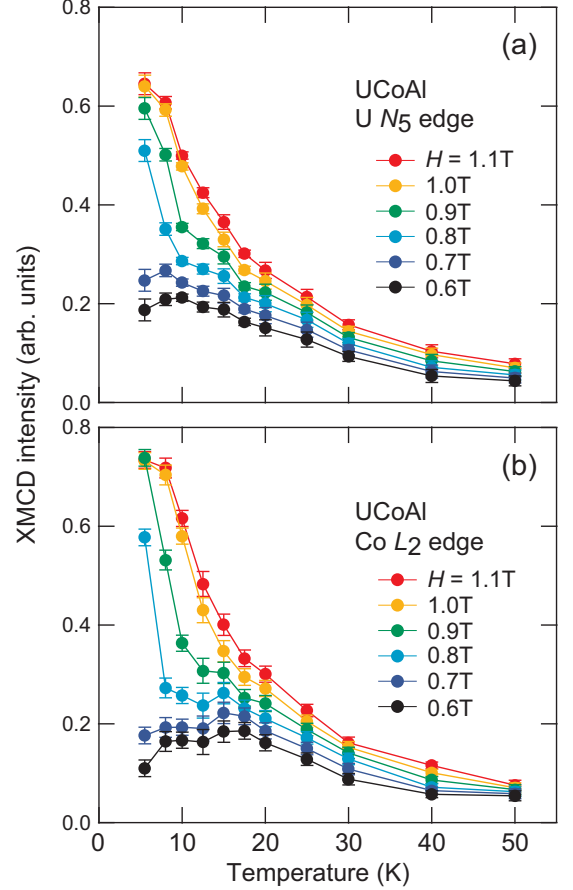 0.8
(a)
UCoAl
U N5 edge
0.6
H = 1.1T
1.0T
0.9T
0.4
0.8T
0.7T
0.6T
0.2
0.0
XMCD intensity (arb. units)
0.8
(b)
UCoAl
Co L2 edge
0.6
H = 1.1T
1.0T
0.9T
0.4
0.8T
0.7T
0.6T
0.2
0.0
0 10 20 30 40 50
Temperature (K)